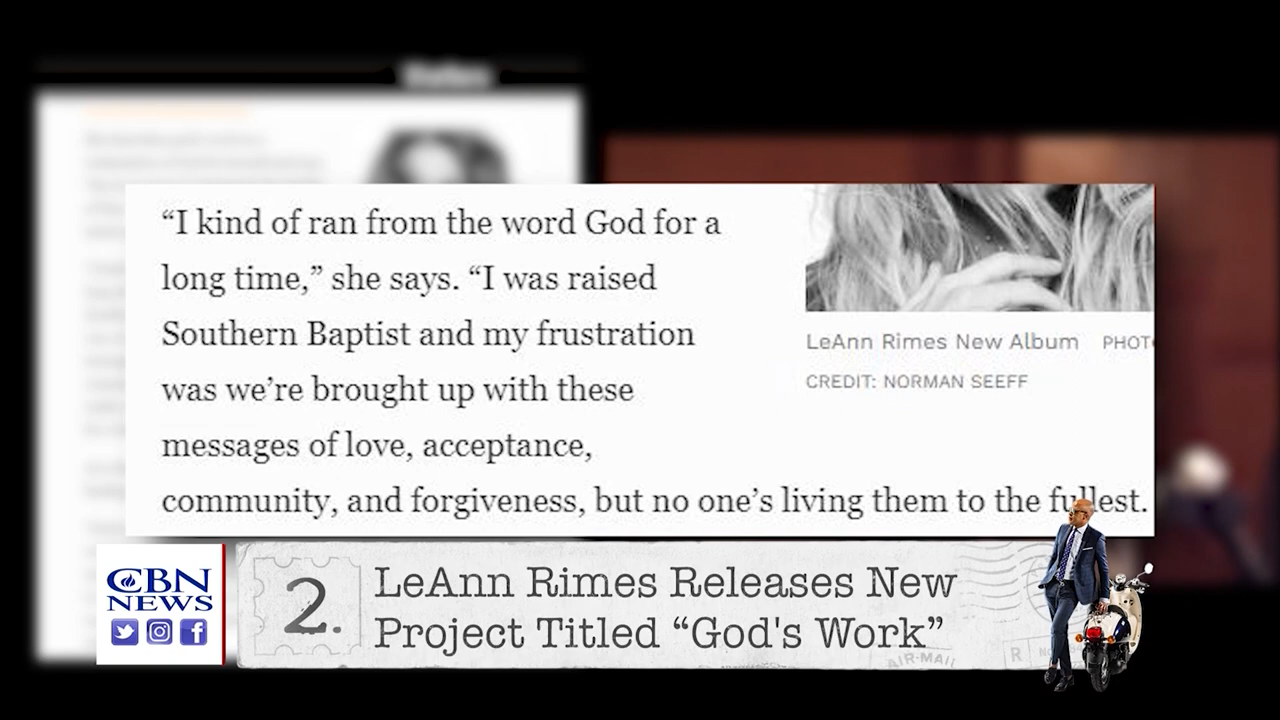 “I kind of ran from the word God for a
long time,” she says. “I was raised
Southern Baptist and my frustration
was we’re brought up with these
messages of love, acceptance,
community, and forgiveness, but no one’s living them to the fullest.
LeAnn Rimes New Album
CREDIT: NORMAN SEEFF
CBN
NEWS
2.
LeAnn Rimes Releases New
Project Titled “God's Work”
AIR-MAIL
R